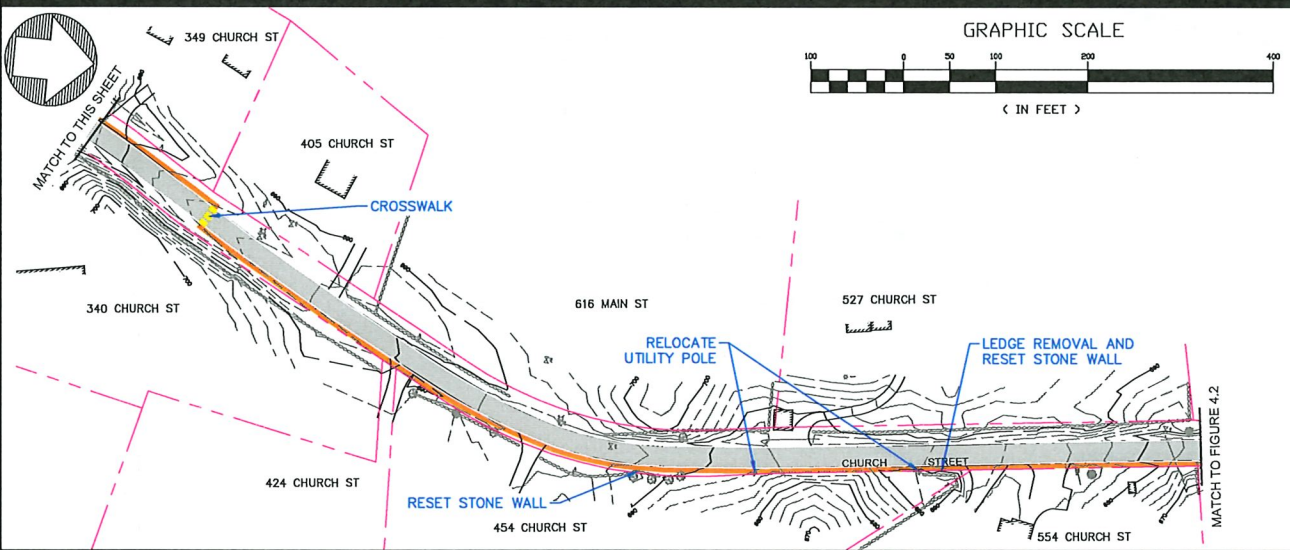 GRAPHIC SCALE
100 0 50 100 200 400
( IN FEET )
349 CHURCH ST
MATCH TO THIS SHEET
405 CHURCH ST
CROSSWALK
340 CHURCH ST
616 MAIN ST
527 CHURCH ST
RELOCATE
UTILITY POLE
LEDGE REMOVAL AND
RESET STONE WALL
CHURCH STREET
MATCH TO FIGURE 4.2
424 CHURCH ST
RESET STONE WALL
454 CHURCH ST
554 CHURCH ST